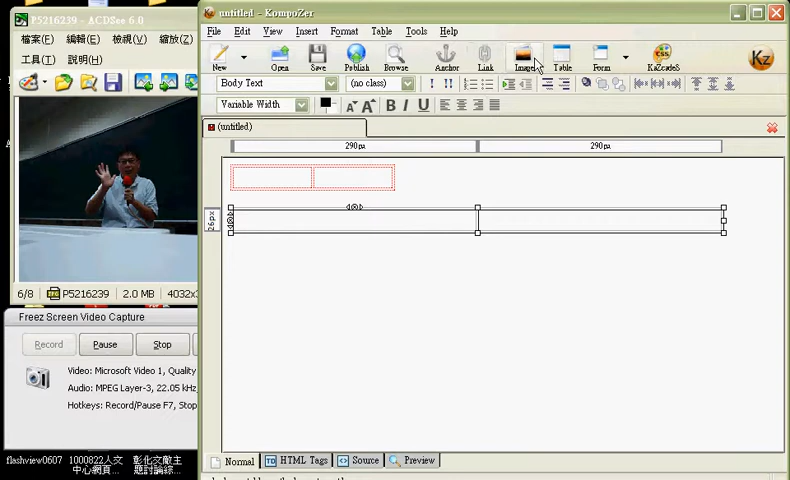 P5216239 - ACDSee 6.0
檔案(F) 編輯(E) 檢視(V) 縮放(Z)
工具(T) 說明(H)
6/8 P5216239 2.0 MB 4032x3
Freez Screen Video Capture
Record Pause Stop
Video: Microsoft Video 1, Quality
Audio: MPEG Layer-3, 22.05 kHz
Hotkeys: Record/Pause F7, Stop
flashview0607 1000822人文
中心網頁...
彰化文獻主
題討論綜...
untitled - KompoZer
File Edit View Insert Format Table Tools Help
New Open Save Publish Browse Anchor Link Image Table Form KaZcadeS
Kz
CSS
Body Text (no class) ! !!
Variable Width A A B I U
(untitled)
290px 290px
26px
Normal TD HTML Tags Source Preview